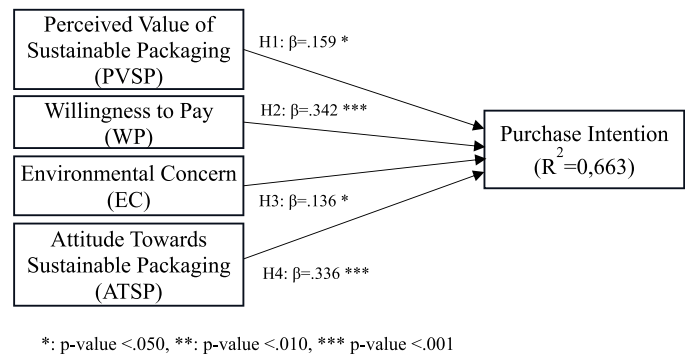 Perceived Value of
Sustainable Packaging
(PVSP)
H1: β=.159 *
Willingness to Pay
(WP)
H2: β=.342 ***
Environmental Concern
(EC)
H3: β=.136 *
Attitude Towards
Sustainable Packaging
(ATSP)
H4: β=.336 ***
Purchase Intention
(R²=0,663)
*: p-value <.050, **: p-value <.010, *** p-value <.001